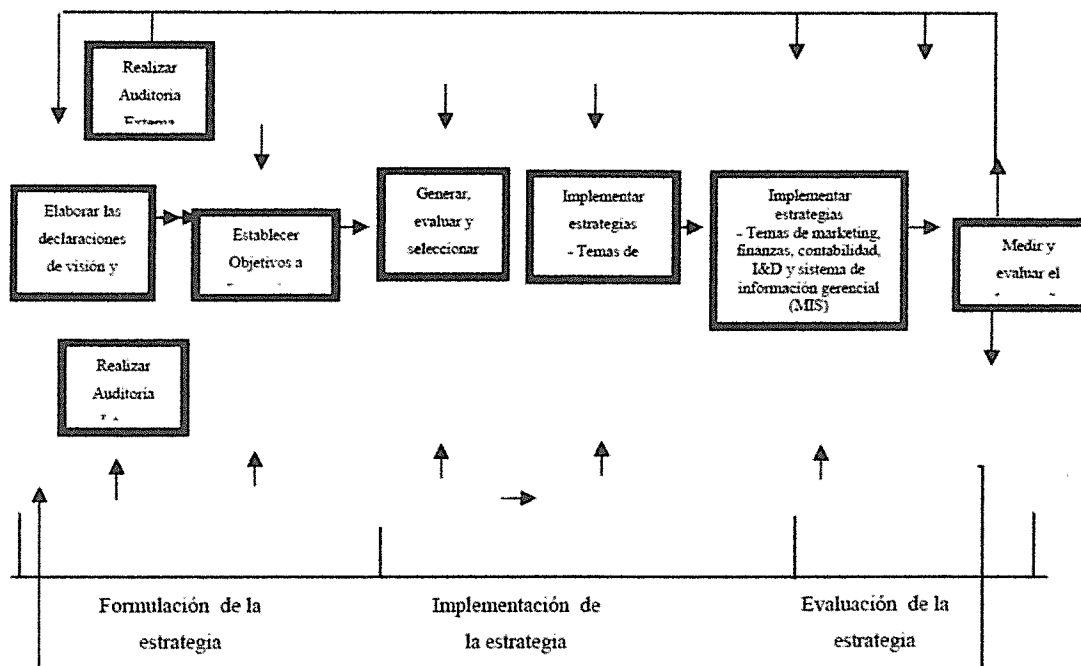 Realizar
Auditoria
Externa
Elaborar las
declaraciones
de visión y
Establecer
Objetivos a
Generar,
evaluar y
seleccionar
Implementar
estrategias
- Temas de
Implementar
estrategias
- Temas de marketing,
finanzas, contabilidad,
I&D y sistema de
información gerencial
(MIS)
Medir y
evaluar el
Realizar
Auditoria
Formulación de la
estrategia
Implementación de
la estrategia
Evaluación de la
estrategia